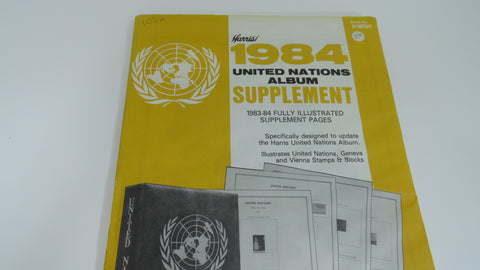 1052
Harris
1984
UNITED NATIONS
ALBUM
SUPPLEMENT
1983-84 FULLY ILLUSTRATED
SUPPLEMENT PAGES
Specifically designed to update
the Harris United Nations Album.
Illustrates United Nations, Geneva
and Vienna Stamps & Blocks
UNITED N